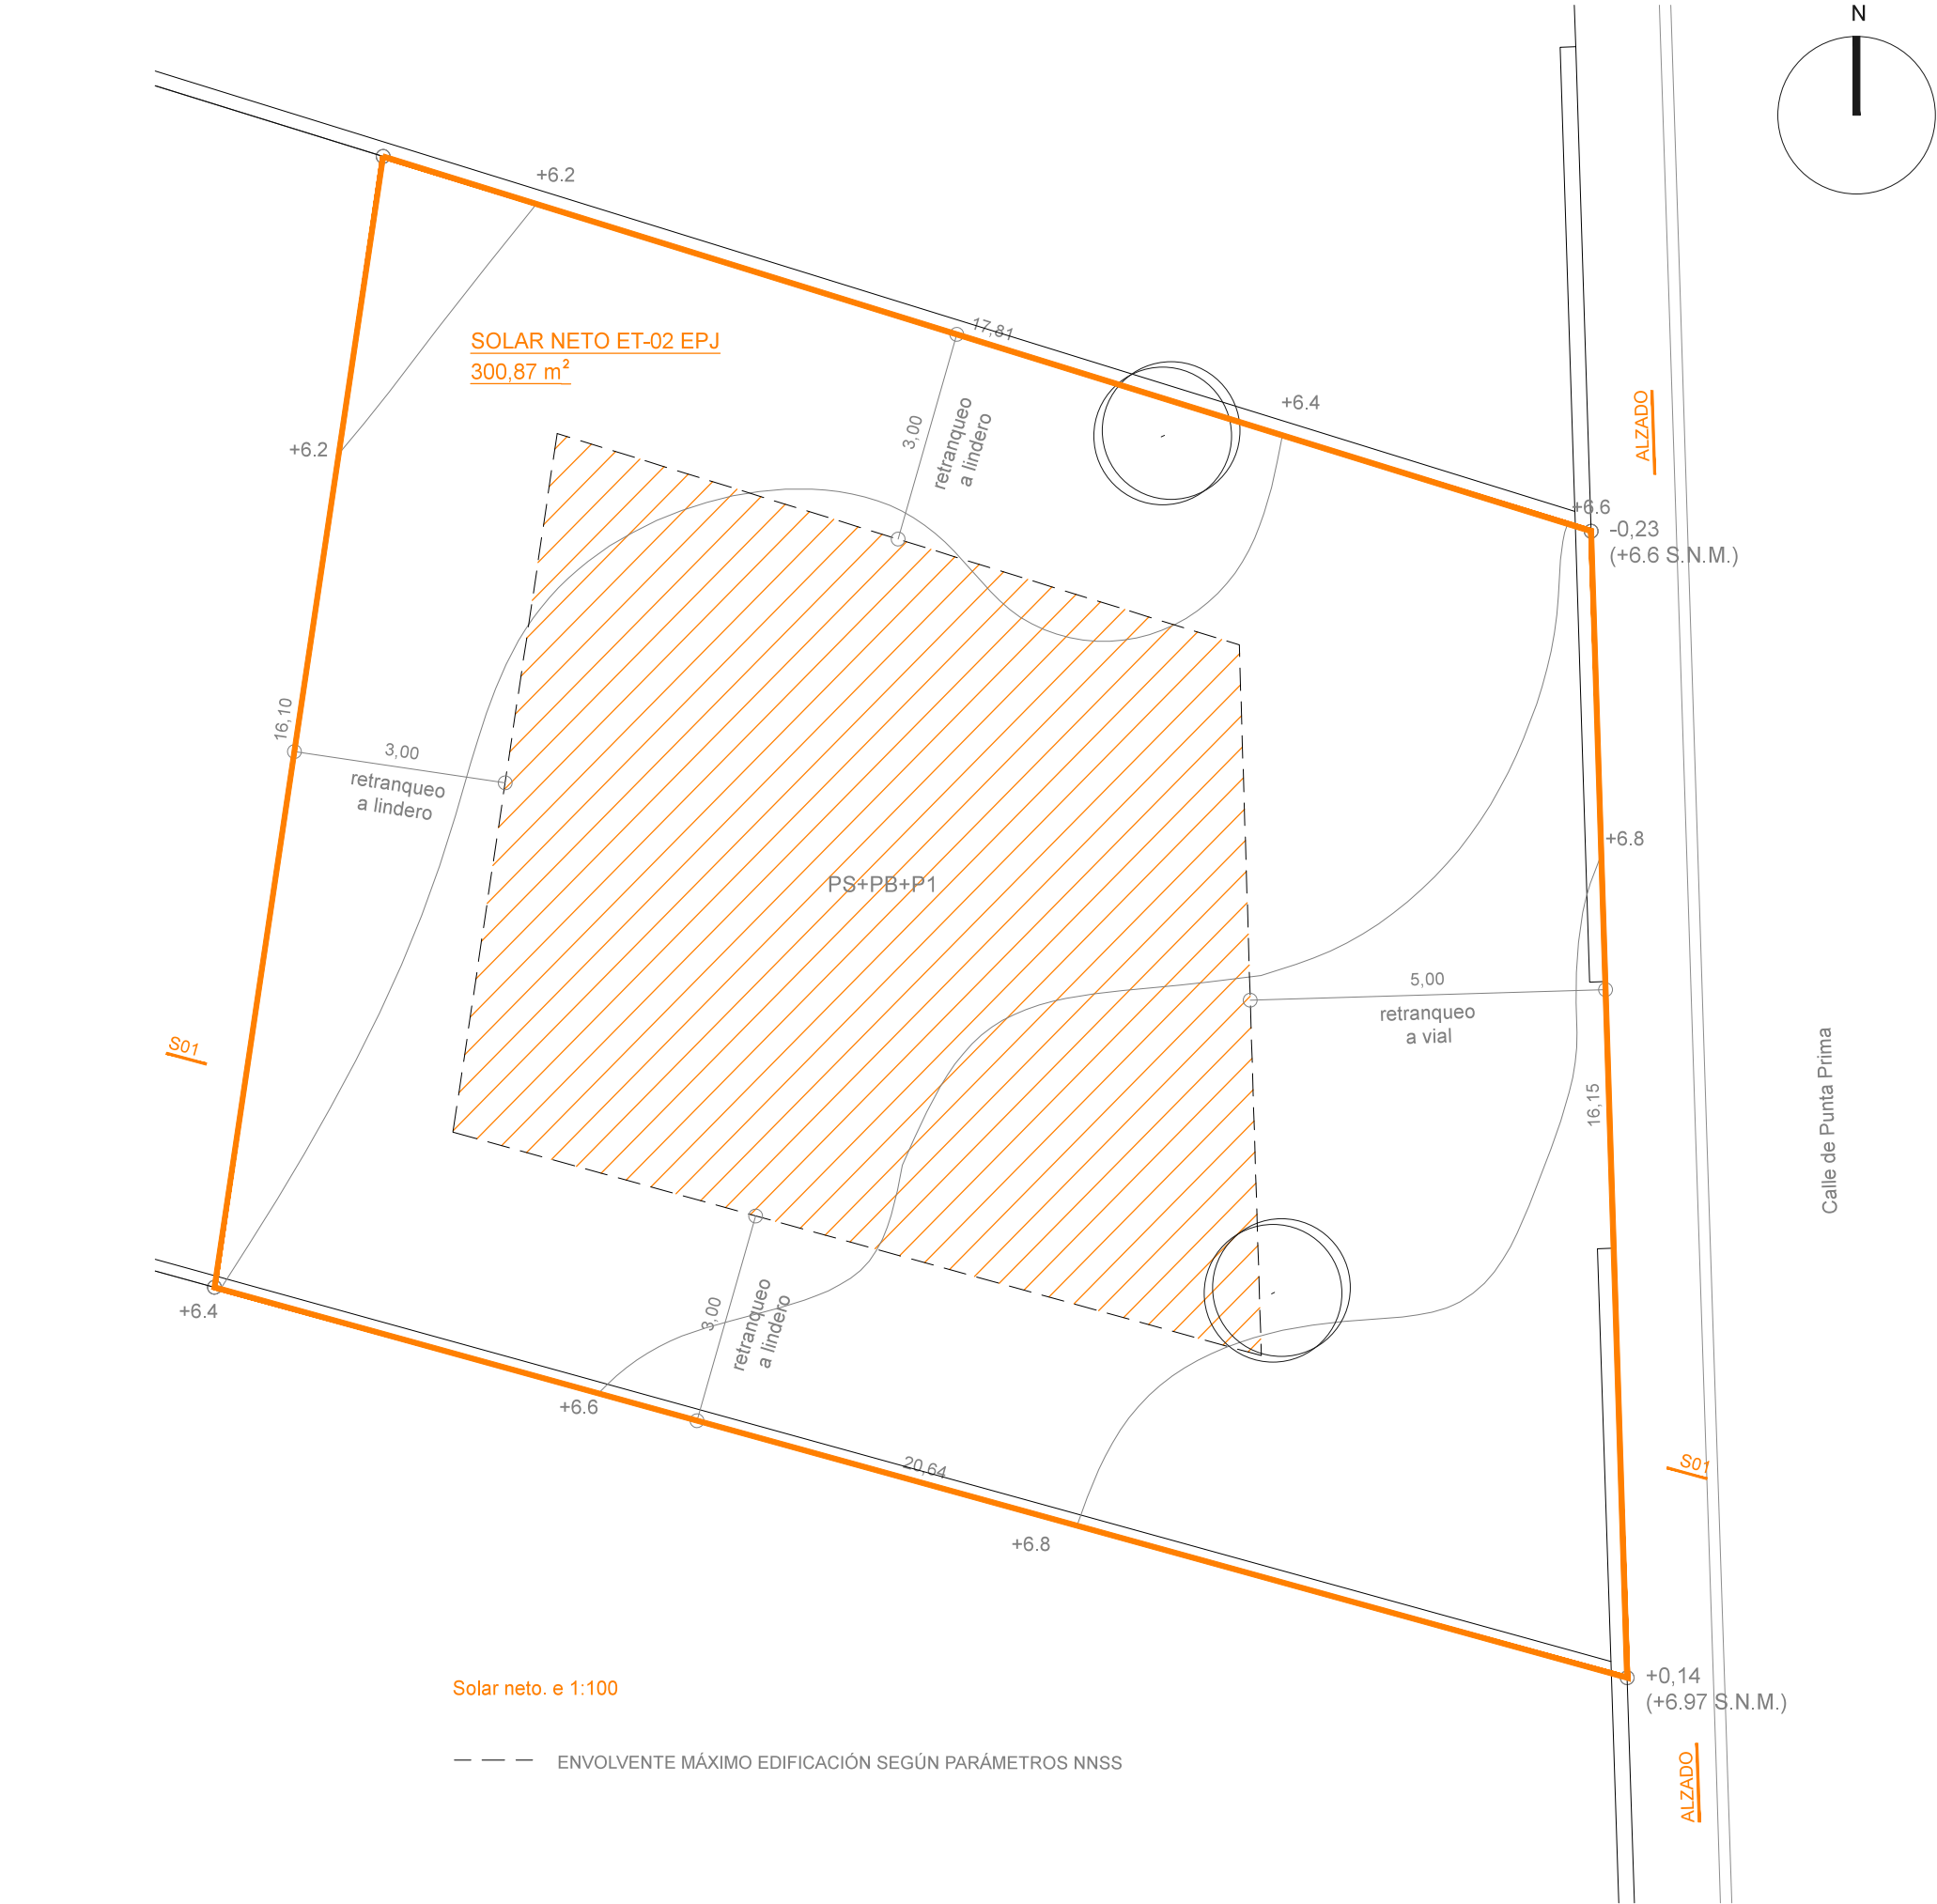 N
+6.2
17,81
SOLAR NETO ET-02 EPJ
300,87 m²
+6.4
ALZADO
3,00
retranqueo
a lindero
+6.2
+6.6
-0,23
(+6.6 S.N.M.)
16,10
3,00
retranqueo
a lindero
+6.8
PS+PB+P1
5,00
retranqueo
a vial
S01
16,15
Calle de Punta Prima
+6.4
3,00
retranqueo
a lindero
+6.6
20,64
S01
+6.8
+0,14
(+6.97 S.N.M.)
Solar neto. e 1:100
ENVOLVENTE MÁXIMO EDIFICACIÓN SEGÚN PARÁMETROS NNSS
ALZADO